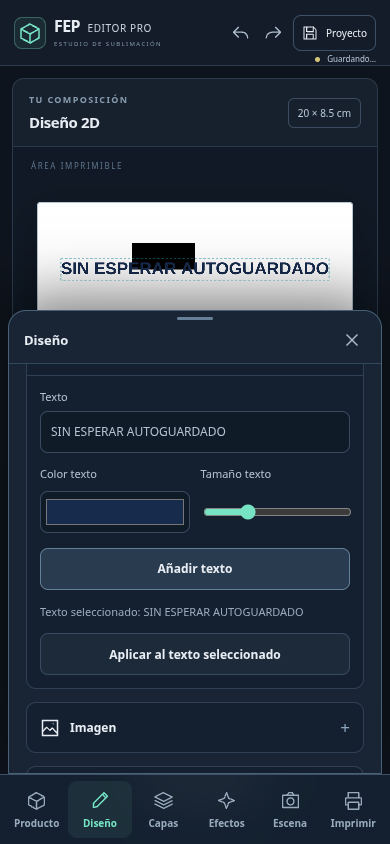 FEP EDITOR PRO
ESTUDIO DE SUBLIMACIÓN
Proyecto
Guardando...
TU COMPOSICIÓN
Diseño 2D
20 × 8.5 cm
ÁREA IMPRIMIBLE
SIN ESPERAR AUTOGUARDADO
Diseño
Texto
SIN ESPERAR AUTOGUARDADO
Color texto
Tamaño texto
Añadir texto
Texto seleccionado: SIN ESPERAR AUTOGUARDADO
Aplicar al texto seleccionado
Imagen
+
Producto
Diseño
Capas
Efectos
Escena
Imprimir